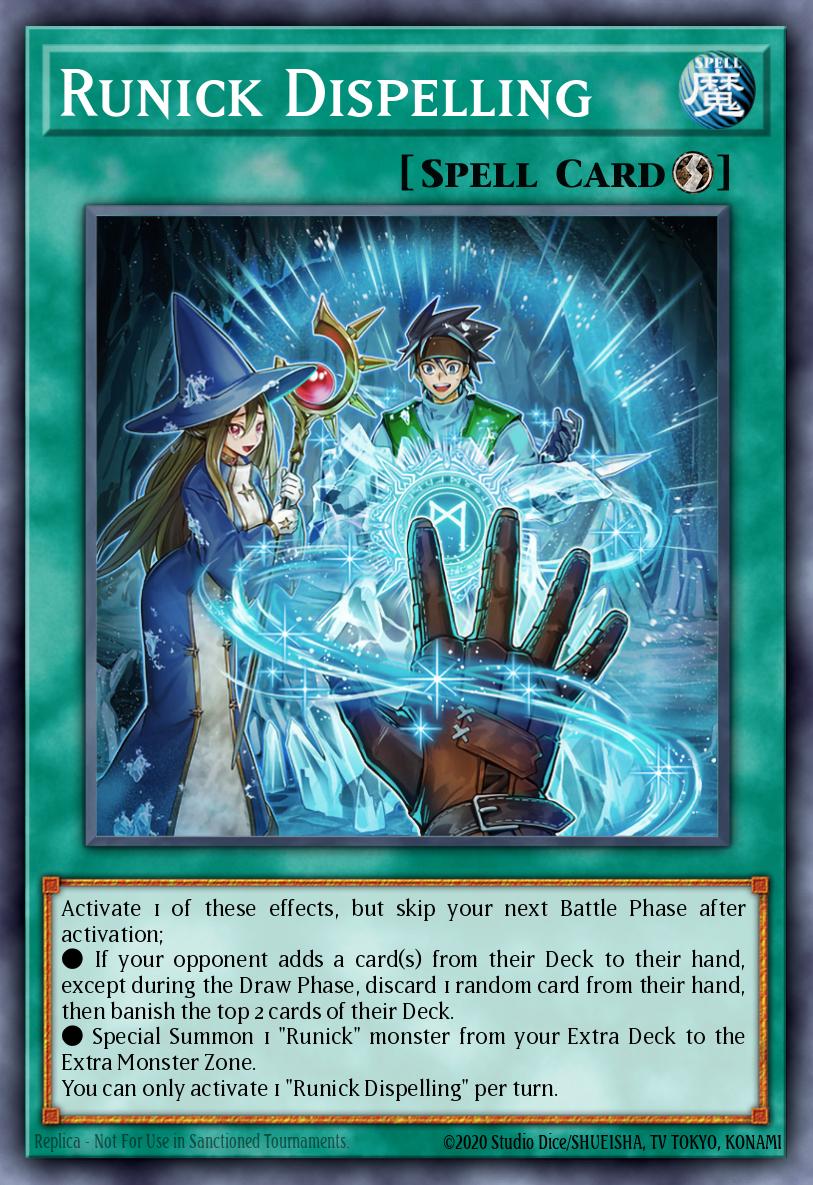 Runick Dispelling
SPELL
魔
[Spell Card]
Activate 1 of these effects, but skip your next Battle Phase after
activation;
● If your opponent adds a card(s) from their Deck to their hand,
except during the Draw Phase, discard 1 random card from their hand,
then banish the top 2 cards of their Deck.
● Special Summon 1 "Runick" monster from your Extra Deck to the
Extra Monster Zone.
You can only activate 1 "Runick Dispelling" per turn.
Replica - Not For Use in Sanctioned Tournaments.
©2020 Studio Dice/SHUEISHA, TV TOKYO, KONAMI